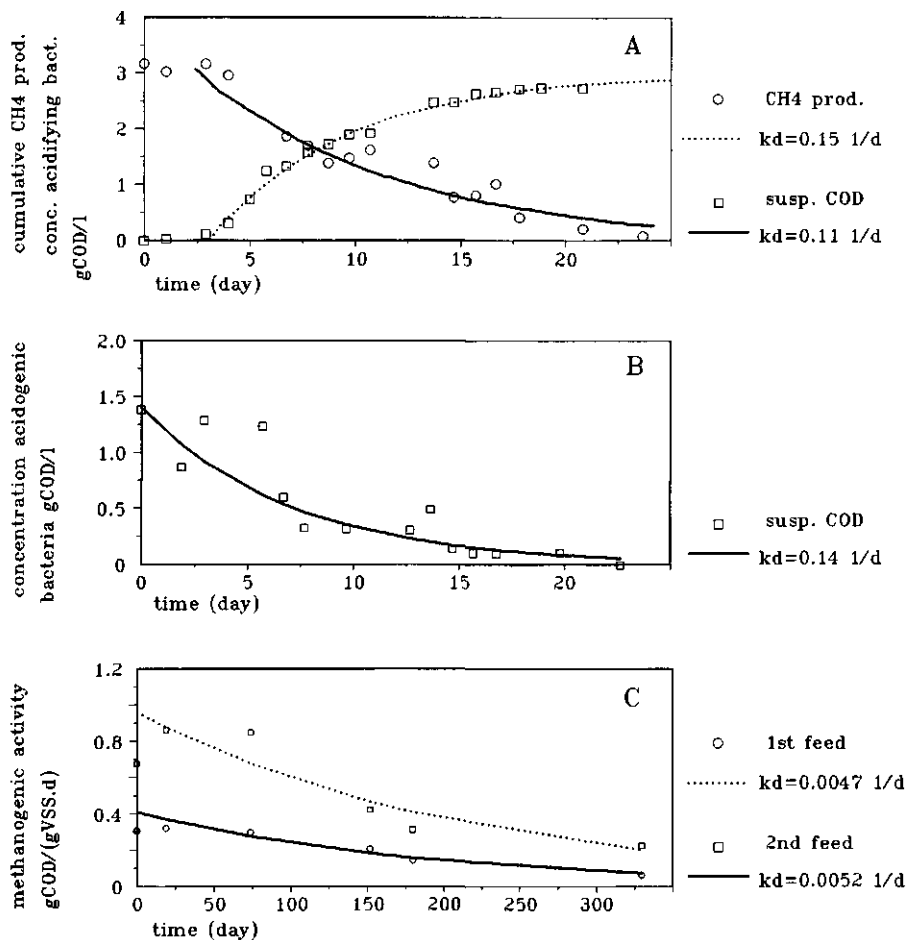 cumulative CH4 prod.
conc. acidifying bact.
gCOD/l
4
3
2
1
0
0 5 10 15 20
time (day)
A
CH4 prod.
kd=0.15 1/d
susp. COD
kd=0.11 1/d
concentration acidogenic
bacteria gCOD/l
2.0
1.5
1.0
0.5
0
0 5 10 15 20
time (day)
B
susp. COD
kd=0.14 1/d
methanogenic activity
gCOD/(gVSS.d)
1.2
0.8
0.4
0
0 50 100 150 200 250 300
time (day)
C
1st feed
kd=0.0047 1/d
2nd feed
kd=0.0052 1/d